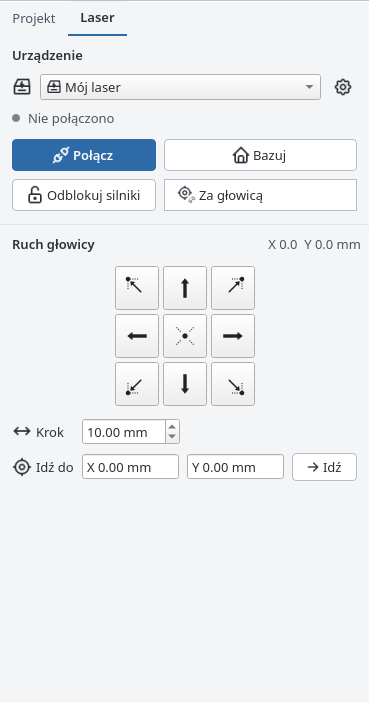 Projekt Laser
Urządzenie
Mój laser
Nie połączono
Połącz Bazuj
Odblokuj silniki Za głowicą
Ruch głowicy X 0.0 Y 0.0 mm
Krok 10.00 mm
Idź do X 0.00 mm Y 0.00 mm Idź